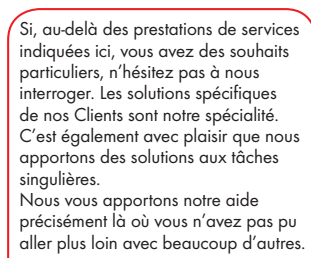 Si, au-delà des prestations de services
indiquées ici, vous avez des souhaits
particuliers, n’hésitez pas à nous
interroger. Les solutions spécifiques
de nos Clients sont notre spécialité.
C’est également avec plaisir que nous
apportons des solutions aux tâches
singulières.
Nous vous apportons notre aide
précisément là où vous n’avez pas pu
aller plus loin avec beaucoup d’autres.